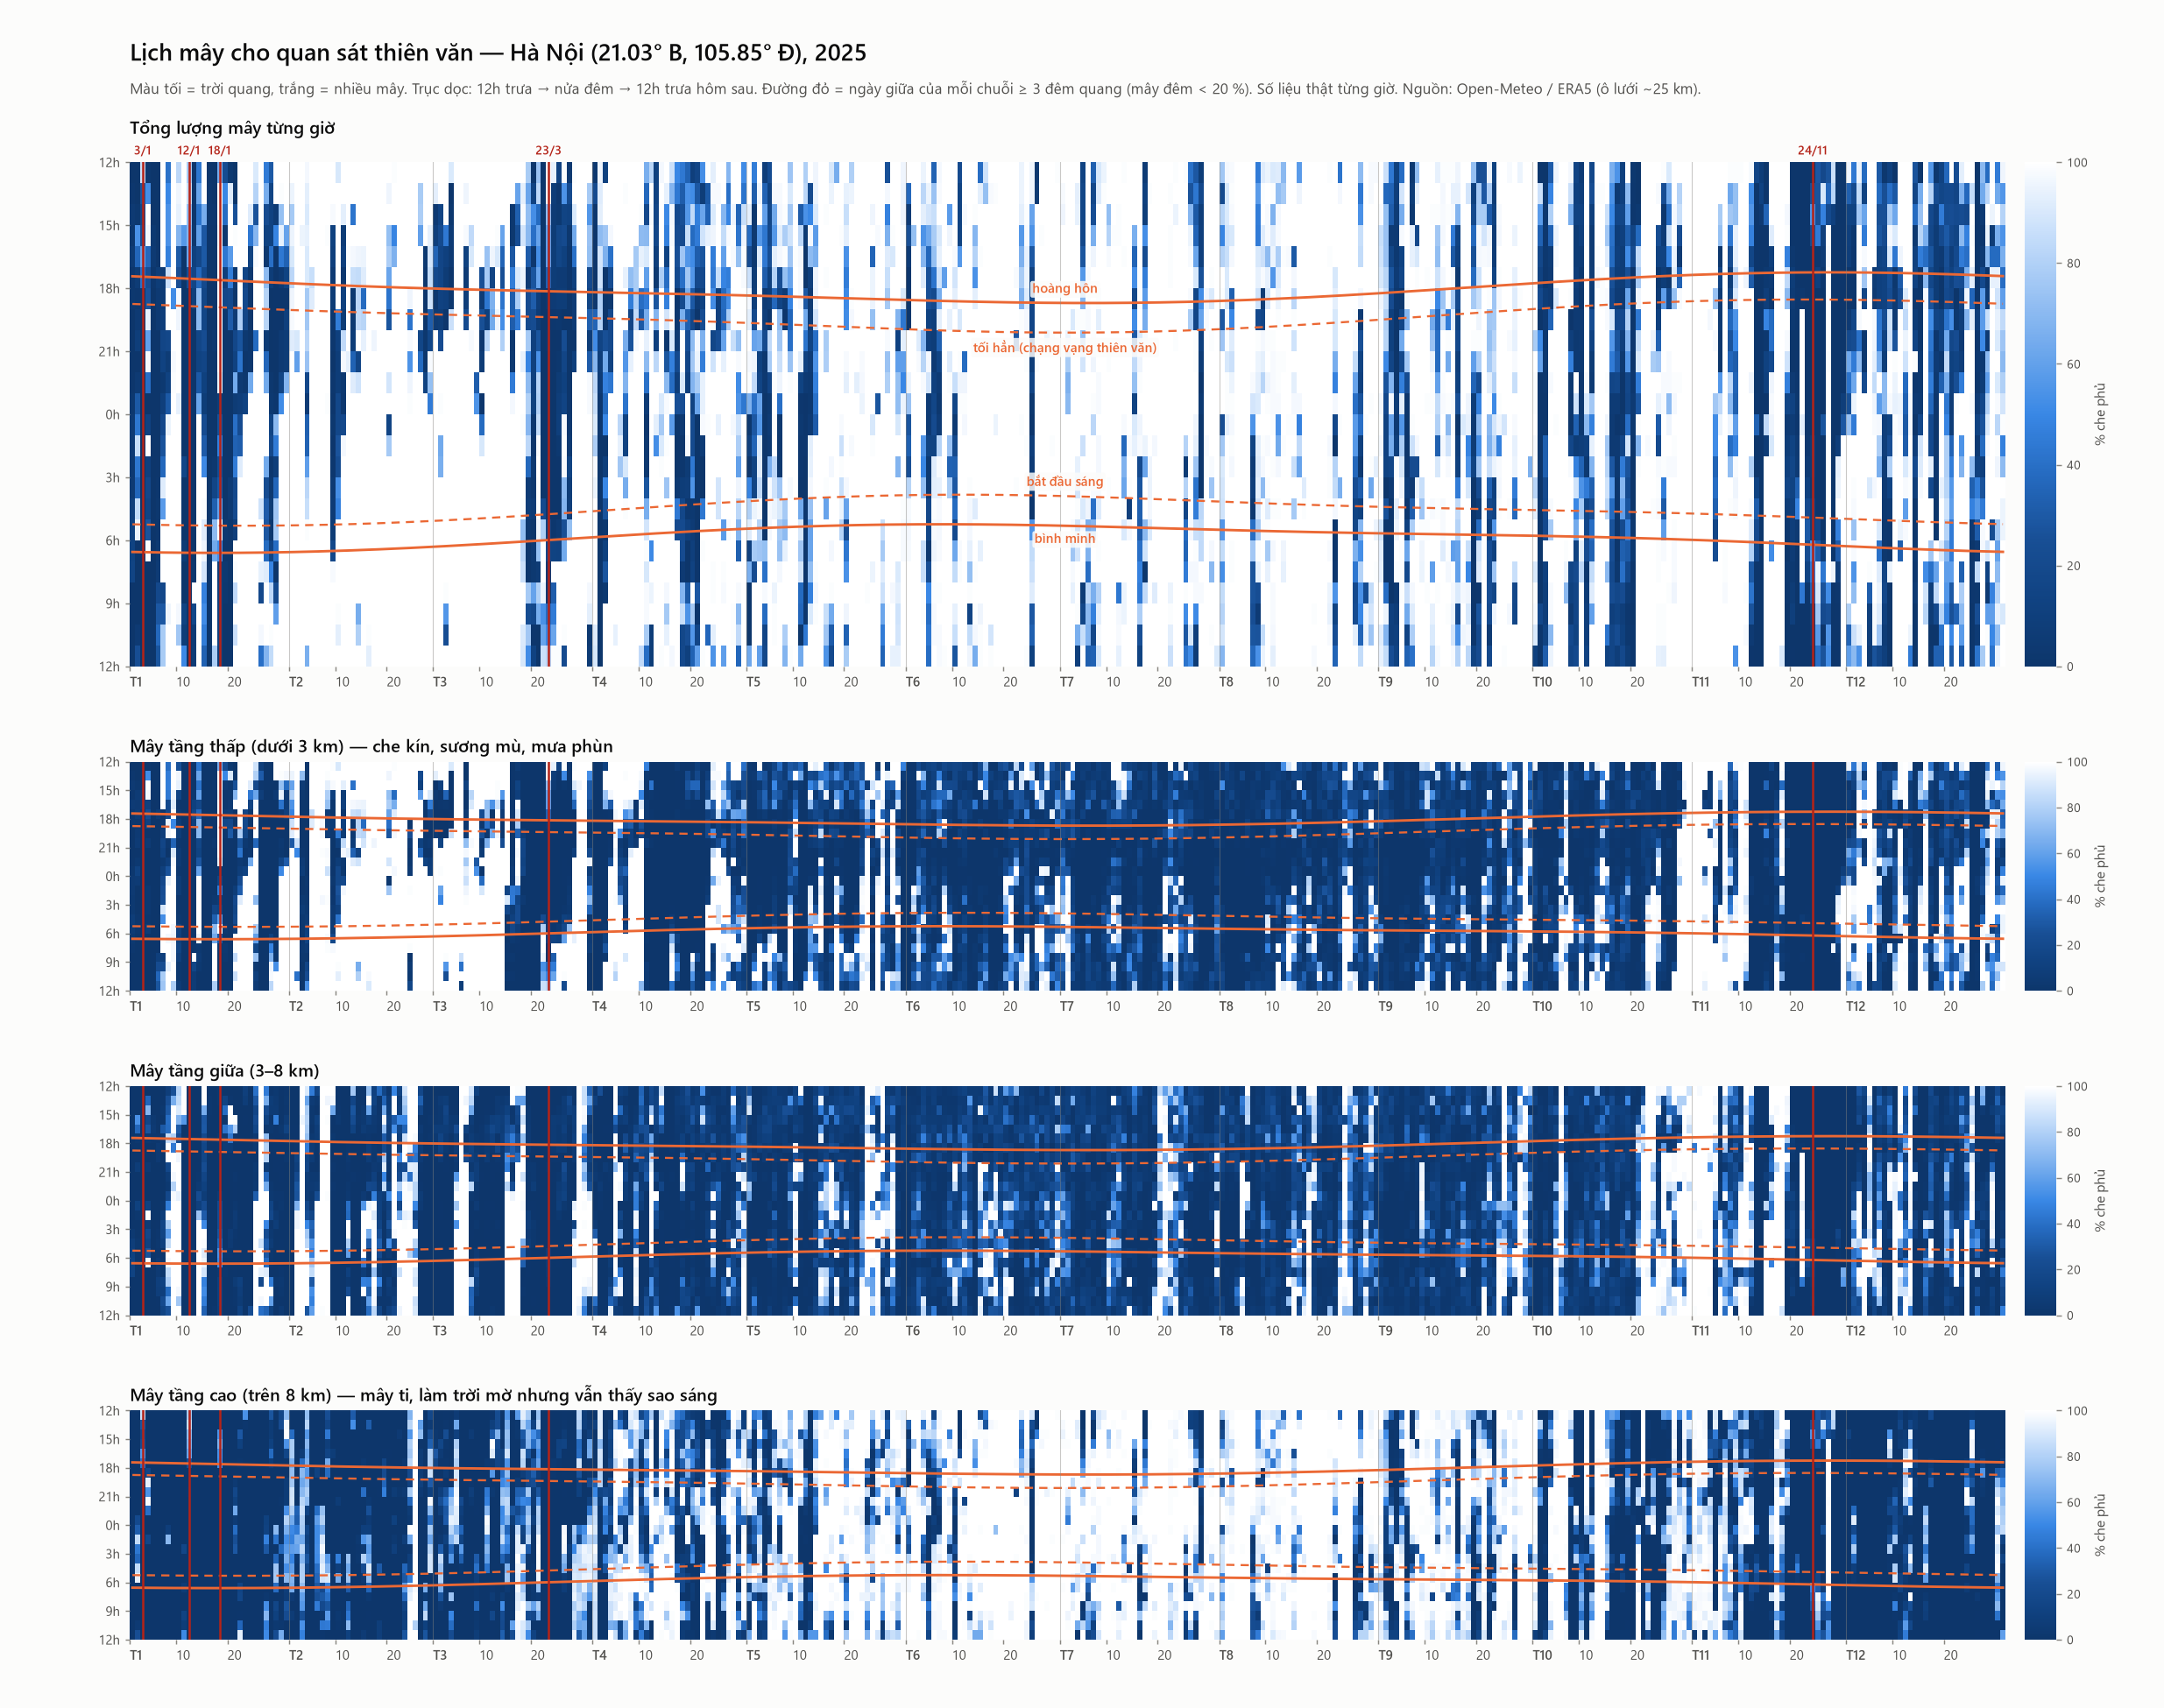 Lịch mây cho quan sát thiên văn — Hà Nội (21.03° B, 105.85° Đ), 2025
Màu tối = trời quang, trắng = nhiều mây. Trục dọc: 12h trưa → nửa đêm → 12h trưa hôm sau. Đường đỏ = ngày giữa của mỗi chuỗi ≥ 3 đêm quang (mây đêm < 20 %). Số liệu thật từng giờ. Nguồn: Open-Meteo / ERA5 (ô lưới ~25 km).
Tổng lượng mây từng giờ
3/1 12/1 18/1 23/3 24/11
12h
15h
18h
21h
0h
3h
6h
9h
12h
hoàng hôn
tối hẳn (chạng vạng thiên văn)
bắt đầu sáng
bình minh
100
80
60
40
20
0
% che phủ
T1 10 20 T2 10 20 T3 10 20 T4 10 20 T5 10 20 T6 10 20 T7 10 20 T8 10 20 T9 10 20 T10 10 20 T11 10 20 T12 10 20
Mây tầng thấp (dưới 3 km) — che kín, sương mù, mưa phùn
12h
15h
18h
21h
0h
3h
6h
9h
12h
100
80
60
40
20
0
% che phủ
T1 10 20 T2 10 20 T3 10 20 T4 10 20 T5 10 20 T6 10 20 T7 10 20 T8 10 20 T9 10 20 T10 10 20 T11 10 20 T12 10 20
Mây tầng giữa (3–8 km)
12h
15h
18h
21h
0h
3h
6h
9h
12h
100
80
60
40
20
0
% che phủ
T1 10 20 T2 10 20 T3 10 20 T4 10 20 T5 10 20 T6 10 20 T7 10 20 T8 10 20 T9 10 20 T10 10 20 T11 10 20 T12 10 20
Mây tầng cao (trên 8 km) — mây ti, làm trời mờ nhưng vẫn thấy sao sáng
12h
15h
18h
21h
0h
3h
6h
9h
12h
100
80
60
40
20
0
% che phủ
T1 10 20 T2 10 20 T3 10 20 T4 10 20 T5 10 20 T6 10 20 T7 10 20 T8 10 20 T9 10 20 T10 10 20 T11 10 20 T12 10 20